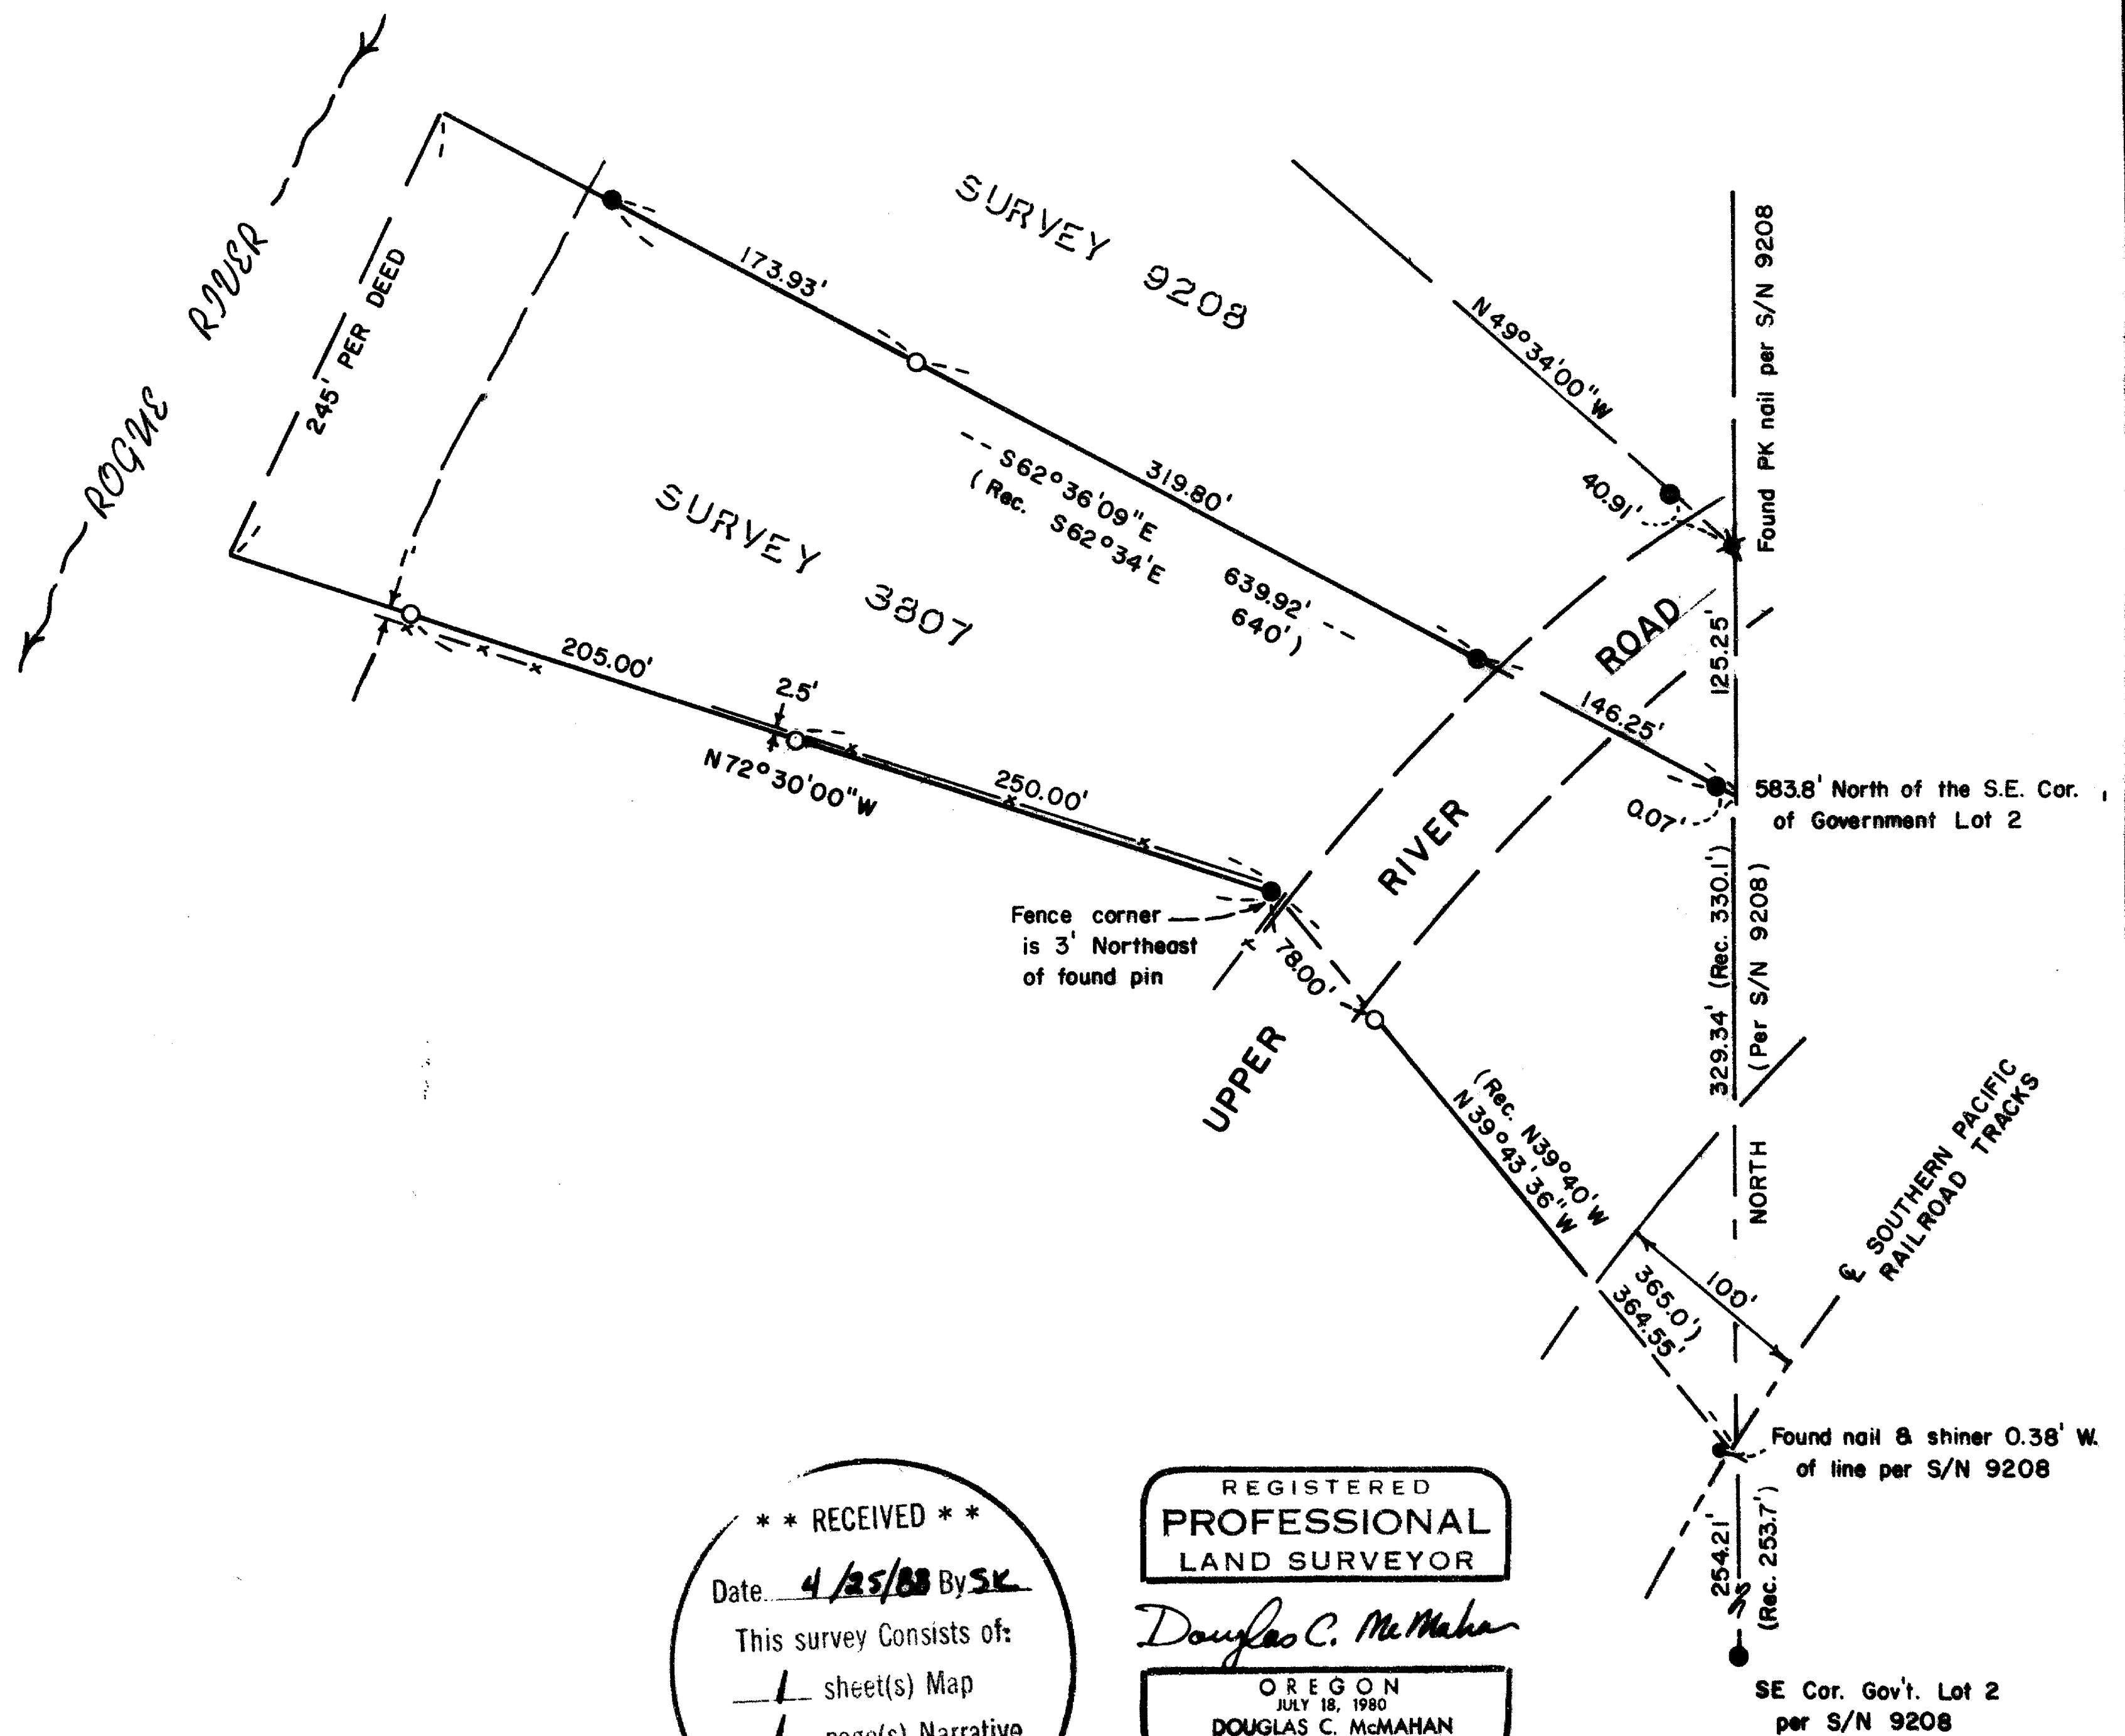 ROGUE RIVER
245' PER DEED
173.93'
SURVEY 9208
N49°34'00"W
Found PK nail per S/N 9208
40.91'
319.80'
S62°36'09"E 639.92'
(Rec. S62°34'E 640')
SURVEY 3807
205.00'
2.5'
N72°30'00"W
250.00'
UPPER RIVER ROAD
125.25'
146.25'
0.07'
583.8' North of the S.E. Cor.
of Government Lot 2
Fence corner
is 3' Northeast
of found pin
78.00'
329.34' (Rec. 330.1')
NORTH (Per S/N 9208)
(Rec. N39°40'W 365.0')
N39°43'36"W 364.55'
100'
℄ SOUTHERN PACIFIC
RAILROAD TRACKS
Found nail & shiner 0.38' W.
of line per S/N 9208
254.21'
(Rec. 253.7')
SE Cor. Gov't. Lot 2
per S/N 9208
* * RECEIVED * *
Date 4/25/88 By SK
This survey Consists of:
1 sheet(s) Map
1 page(s) Narrative
REGISTERED
PROFESSIONAL
LAND SURVEYOR
Douglas C. McMahan
OREGON
JULY 18, 1980
DOUGLAS C. McMAHAN